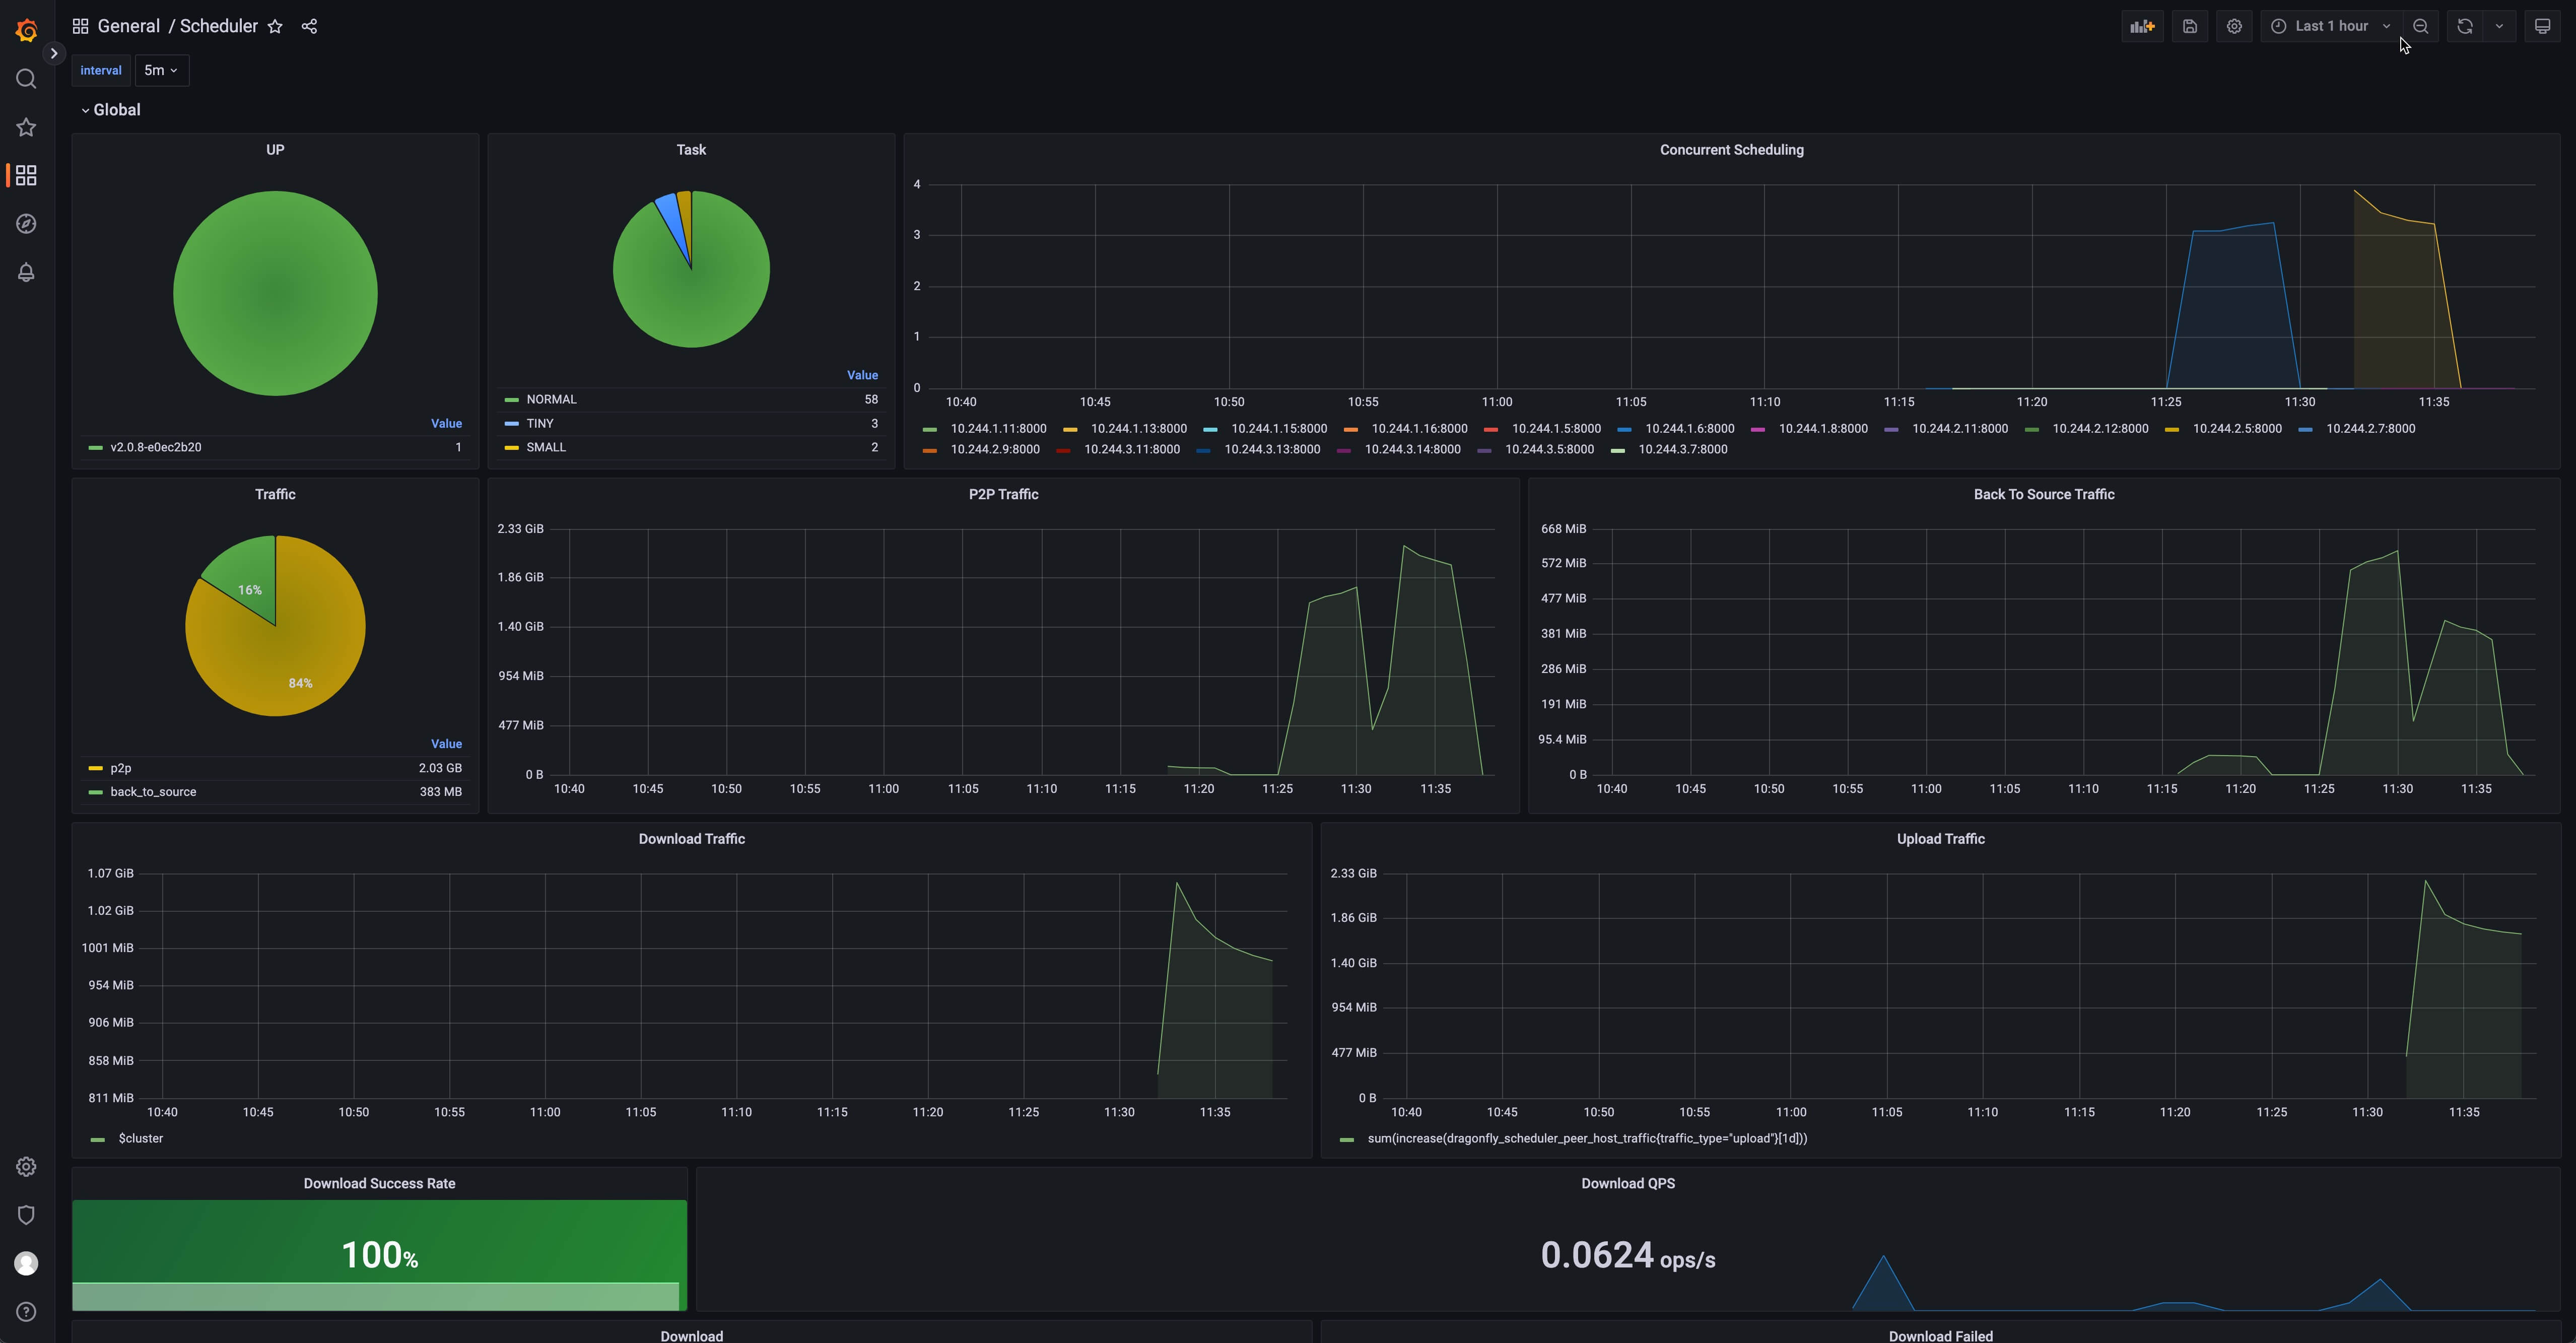 General / Scheduler
Last 1 hour
interval 5m
Global
UP
Value
v2.0.8-e0ec2b20 1
Task
Value
NORMAL 58
TINY 3
SMALL 2
Concurrent Scheduling
4
3
2
1
0
10:40 10:45 10:50 10:55 11:00 11:05 11:10 11:15 11:20 11:25 11:30 11:35
10.244.1.11:8000 10.244.1.13:8000 10.244.1.15:8000 10.244.1.16:8000 10.244.1.5:8000 10.244.1.6:8000 10.244.1.8:8000 10.244.2.11:8000 10.244.2.12:8000 10.244.2.5:8000 10.244.2.7:8000
10.244.2.9:8000 10.244.3.11:8000 10.244.3.13:8000 10.244.3.14:8000 10.244.3.5:8000 10.244.3.7:8000
Traffic
16%
84%
Value
p2p 2.03 GB
back_to_source 383 MB
P2P Traffic
2.33 GiB
1.86 GiB
1.40 GiB
954 MiB
477 MiB
0 B
10:40 10:45 10:50 10:55 11:00 11:05 11:10 11:15 11:20 11:25 11:30 11:35
Back To Source Traffic
668 MiB
572 MiB
477 MiB
381 MiB
286 MiB
191 MiB
95.4 MiB
0 B
10:40 10:45 10:50 10:55 11:00 11:05 11:10 11:15 11:20 11:25 11:30 11:35
Download Traffic
1.07 GiB
1.02 GiB
1001 MiB
954 MiB
906 MiB
858 MiB
811 MiB
10:40 10:45 10:50 10:55 11:00 11:05 11:10 11:15 11:20 11:25 11:30 11:35
$cluster
Upload Traffic
2.33 GiB
1.86 GiB
1.40 GiB
954 MiB
477 MiB
0 B
10:40 10:45 10:50 10:55 11:00 11:05 11:10 11:15 11:20 11:25 11:30 11:35
sum(increase(dragonfly_scheduler_peer_host_traffic{traffic_type="upload"}[1d]))
Download Success Rate
100%
Download QPS
0.0624 ops/s
Download
Download Failed